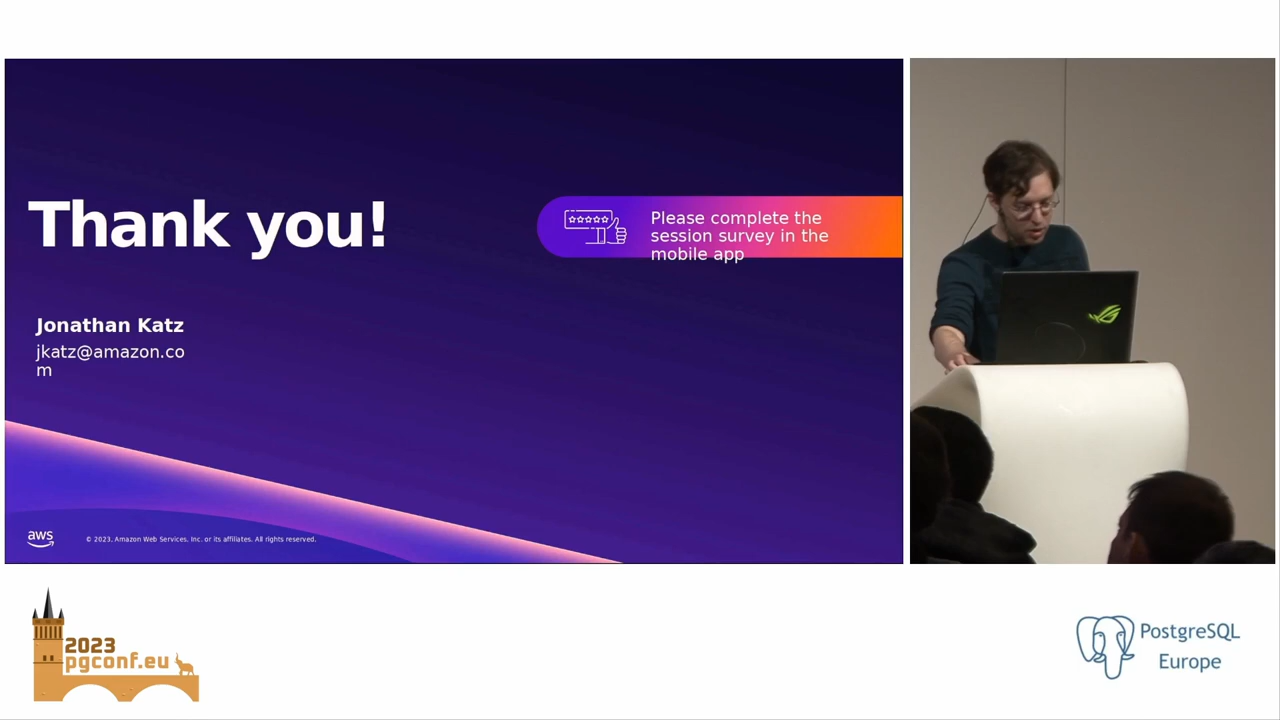 Thank you!
Please complete the
session survey in the
mobile app
Jonathan Katz
jkatz@amazon.co
m
aws
© 2023, Amazon Web Services, Inc. or its affiliates. All rights reserved.
2023
pgconf.eu
PostgreSQL
Europe